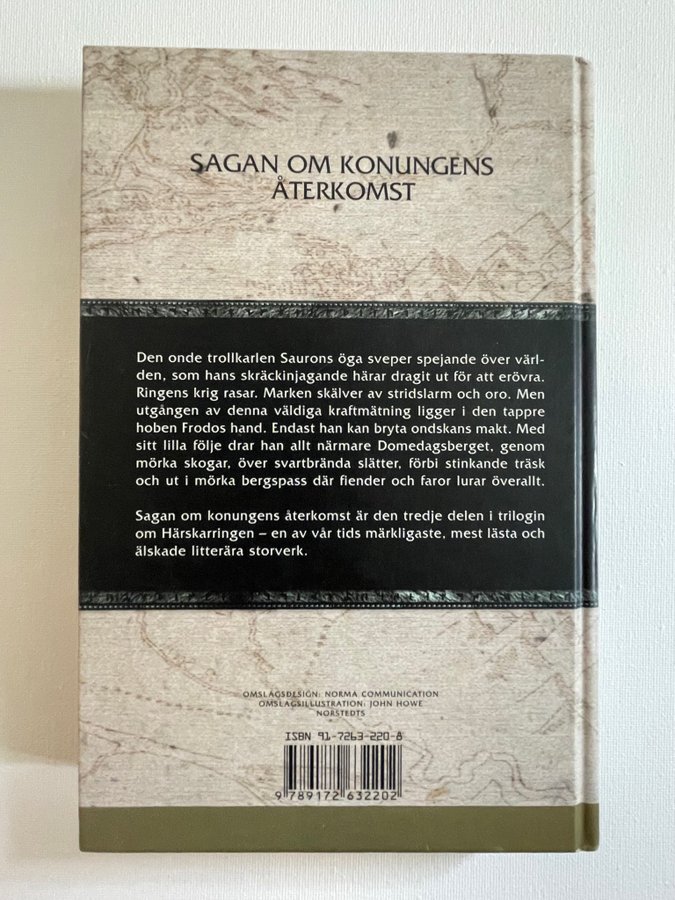 SAGAN OM KONUNGENS
ÅTERKOMST
Den onde trollkarlen Saurons öga sveper spejande över värl-
den, som hans skräckinjagande härar dragit ut för att erövra.
Ringens krig rasar. Marken skälver av stridslarm och oro. Men
utgången av denna väldiga kraftmätning ligger i den tappre
hoben Frodos hand. Endast han kan bryta ondskans makt. Med
sitt lilla följe drar han allt närmare Domedagsberget, genom
mörka skogar, över svartbrända slätter, förbi stinkande träsk
och ut i mörka bergspass där fiender och faror lurar överallt.
Sagan om konungens återkomst är den tredje delen i trilogin
om Härskarringen – en av vår tids märkligaste, mest lästa och
älskade litterära storverk.
OMSLAGSDESIGN: NORMA COMMUNICATION
OMSLAGSILLUSTRATION: JOHN HOWE
NORSTEDTS
ISBN 91-7263-220-8
9 789172 632202